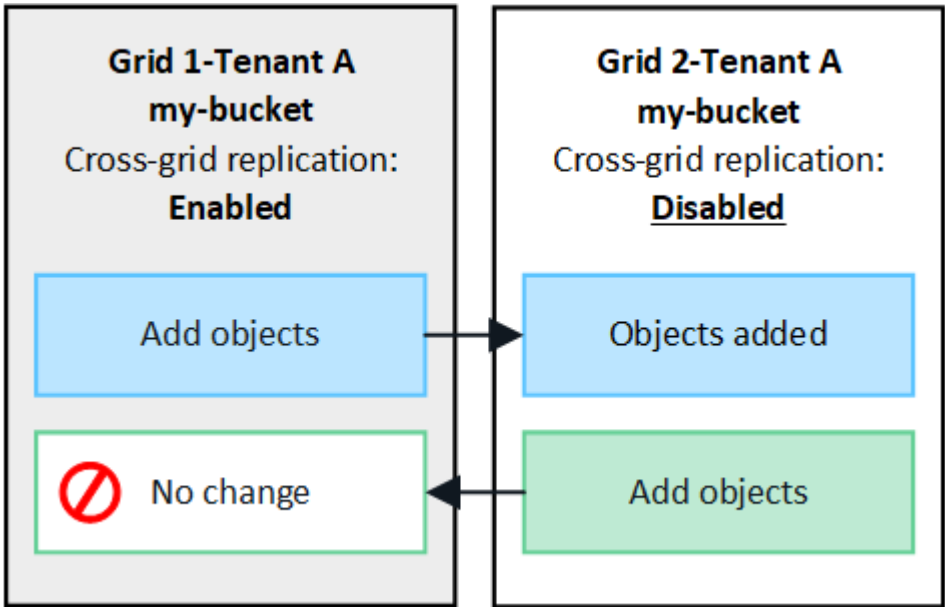 Grid 1-Tenant A
my-bucket
Cross-grid replication:
Enabled
Add objects
No change
Grid 2-Tenant A
my-bucket
Cross-grid replication:
Disabled
Objects added
Add objects